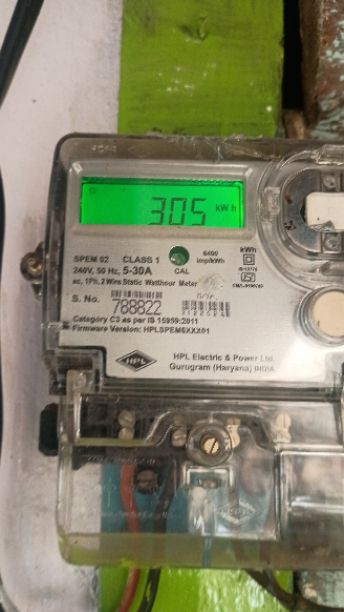 305 kWh
SPEM 02 CLASS 1 6400 imp/kWh kWh
240V, 50 Hz, 5-30A CAL
ac, 1Ph, 2 Wire Static Watthour Meter
S. No. 788822
Category C3 as per IS 15959:2011
Firmware Version: HPLSPEM6XXX01
HPL
HPL Electric & Power Ltd.
Gurugram (Haryana) INDIA
HPL